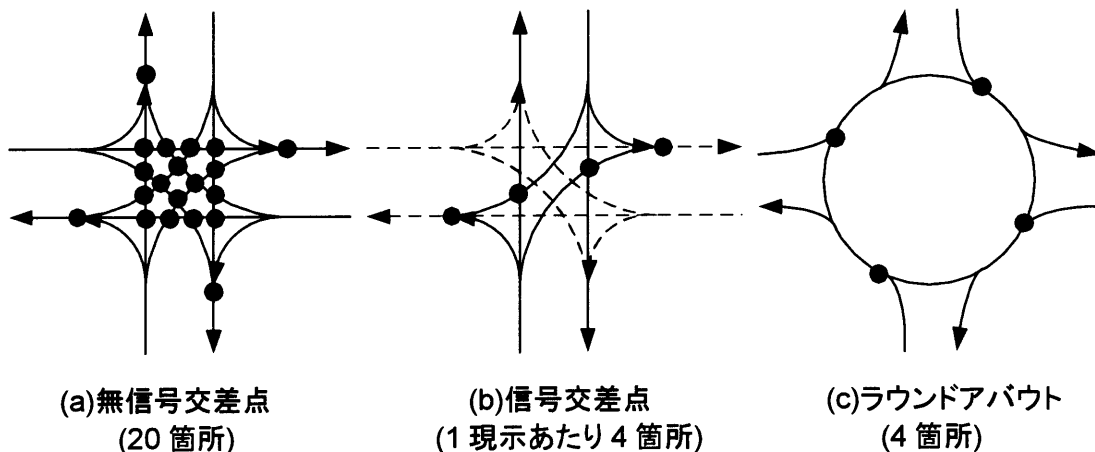 (a)無信号交差点
(20 箇所)
(b)信号交差点
(1 現示あたり 4 箇所)
(c)ラウンドアバウト
(4 箇所)